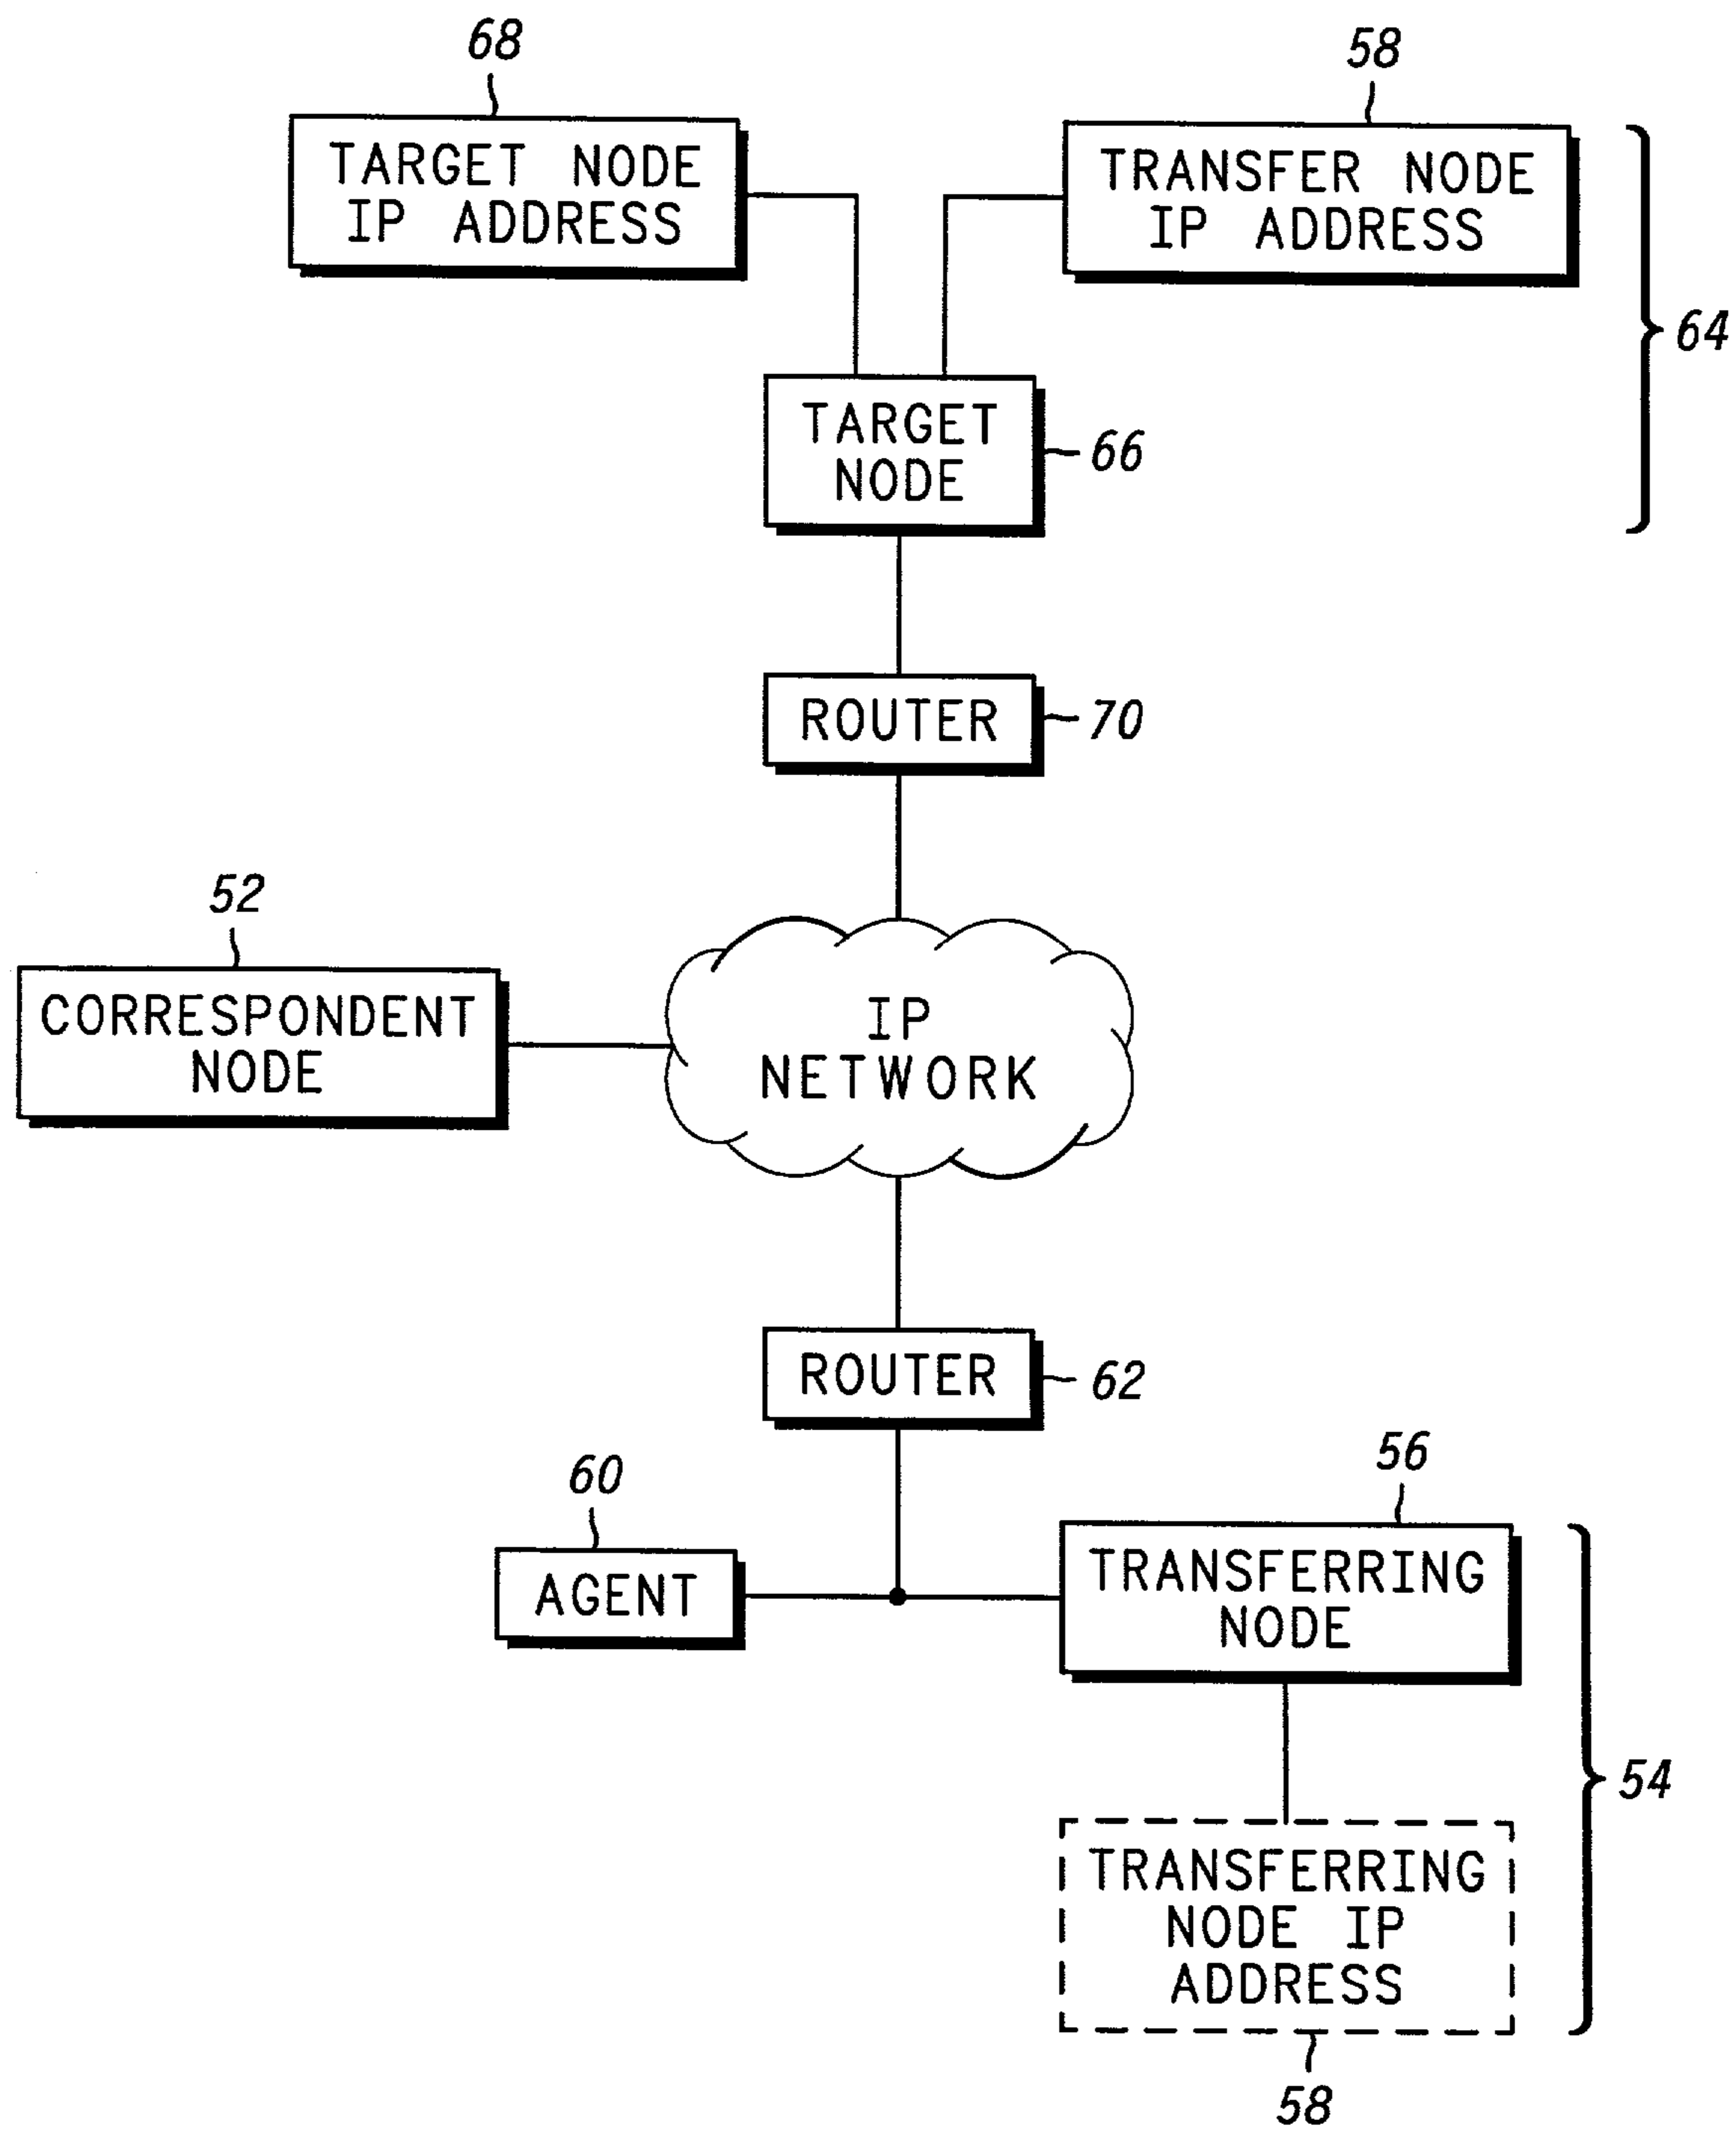 68
58
TARGET NODE
IP ADDRESS
TRANSFER NODE
IP ADDRESS
64
TARGET
NODE
66
ROUTER
70
52
CORRESPONDENT
NODE
IP
NETWORK
ROUTER
62
60
56
AGENT
TRANSFERRING
NODE
54
TRANSFERRING
NODE IP
ADDRESS
58